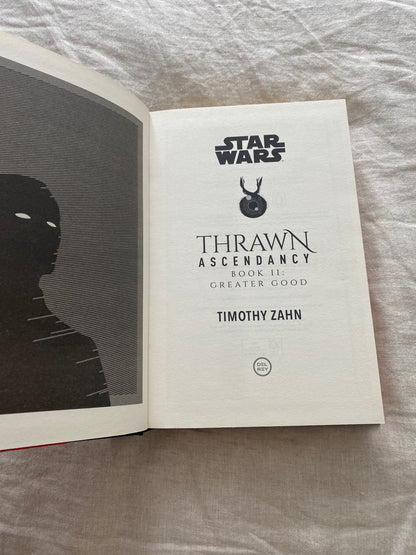 STAR
WARS
THRAWN
ASCENDANCY
BOOK II:
GREATER GOOD
TIMOTHY ZAHN
DEL
REY